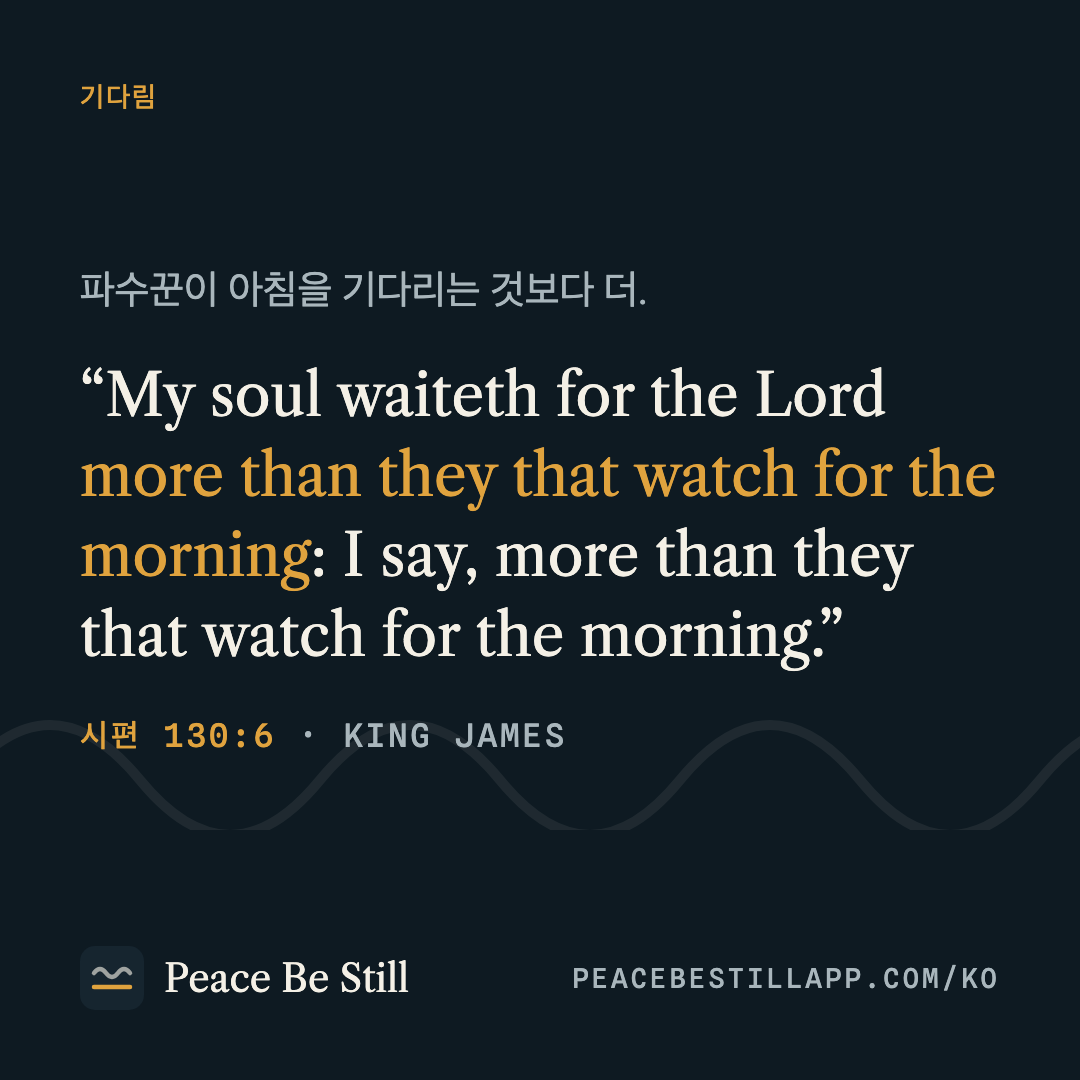 기다림
파수꾼이 아침을 기다리는 것보다 더.
“My soul waiteth for the Lord
more than they that watch for the
morning: I say, more than they
that watch for the morning.”
시편 130:6 · KING JAMES
Peace Be Still
PEACEBESTILLAPP.COM/KO